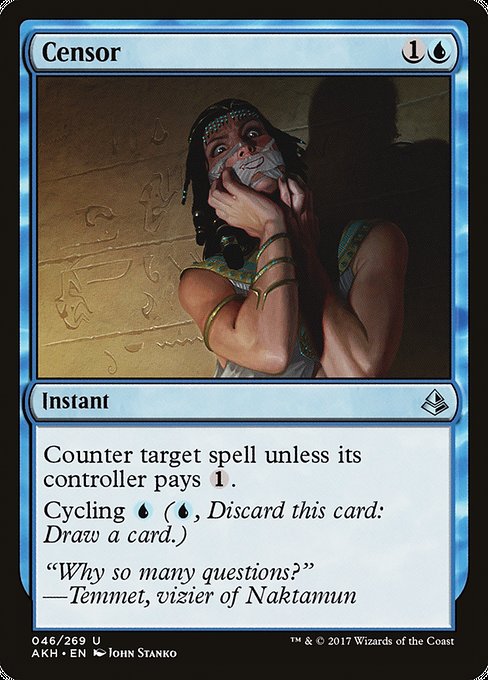 Censor 1
Instant
Counter target spell unless its
controller pays 1.
Cycling (, Discard this card:
Draw a card.)
“Why so many questions?”
—Temmet, vizier of Naktamun
046/269 U
™ & © 2017 Wizards of the Coast
AKH • EN John Stanko